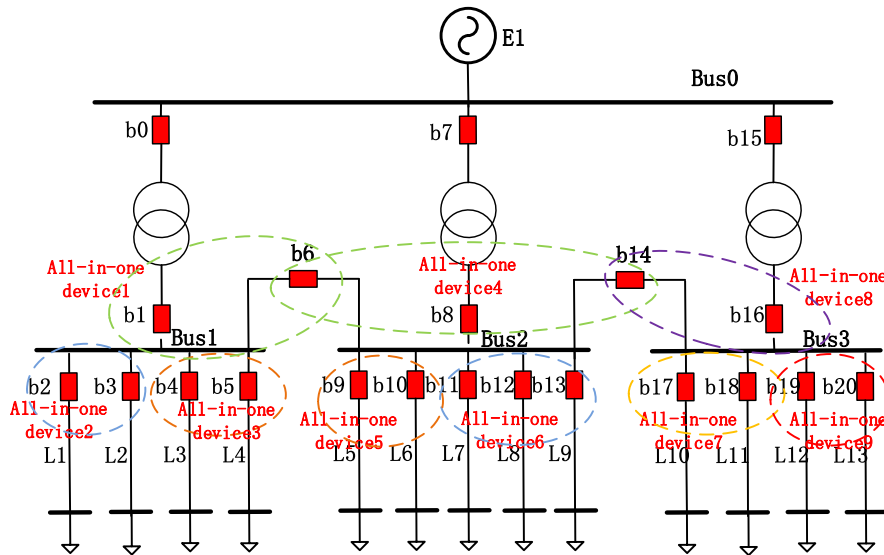 E1
Bus0
b0
b7
b15
b6
b14
All-in-one
device1
All-in-one
device4
All-in-one
device8
b1
b8
b16
Bus1
Bus2
Bus3
b2
b3
b4
b5
b9
b10
b11
b12
b13
b17
b18
b19
b20
All-in-one
device2
All-in-one
device3
All-in-one
device5
All-in-one
device6
All-in-one
device7
All-in-one
device9
L1
L2
L3
L4
L5
L6
L7
L8
L9
L10
L11
L12
L13